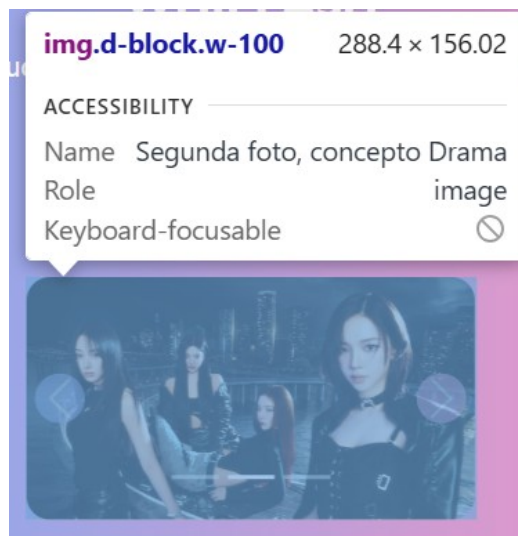 img.d-block.w-100 288.4 × 156.02
ACCESSIBILITY
Name Segunda foto, concepto Drama
Role image
Keyboard-focusable